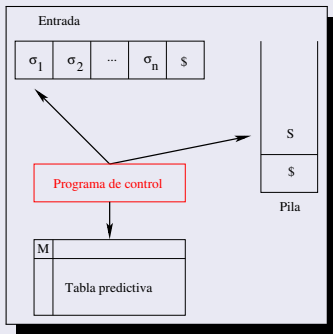 Entrada
σ1 σ2 ... σn $
S
$
Pila
Programa de control
M
Tabla predictiva